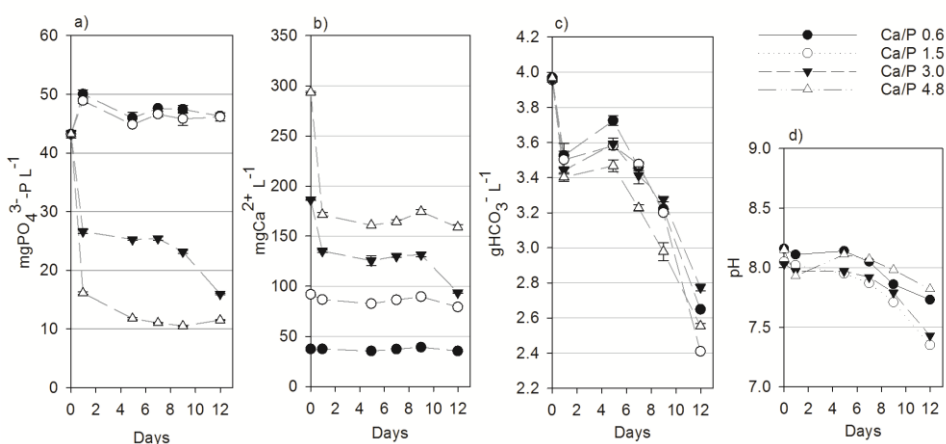 a)
60
50
40
30
20
10
0
mgPO₄³⁻-P L⁻¹
0 2 4 6 8 10 12
Days
b)
400
350
300
250
200
150
100
50
0
mgCa²⁺ L⁻¹
0 2 4 6 8 10 12
Days
c)
4.2
4.0
3.8
3.6
3.4
3.2
3.0
2.8
2.6
2.4
2.2
gHCO₃⁻ L⁻¹
0 2 4 6 8 10 12
Days
Ca/P 0.6
Ca/P 1.5
Ca/P 3.0
Ca/P 4.8
d)
9.0
8.5
8.0
7.5
7.0
pH
0 2 4 6 8 10 12
Days